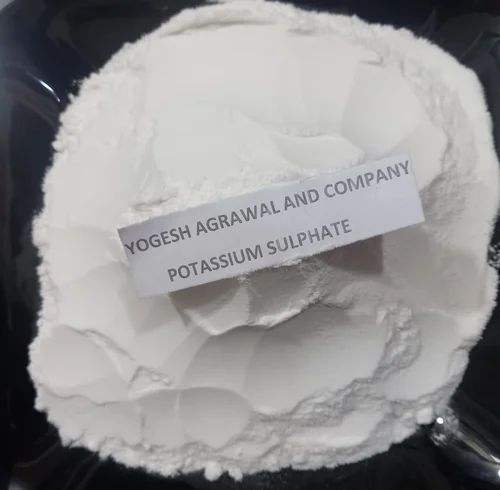 YOGESH AGRAWAL AND COMPANY
POTASSIUM SULPHATE